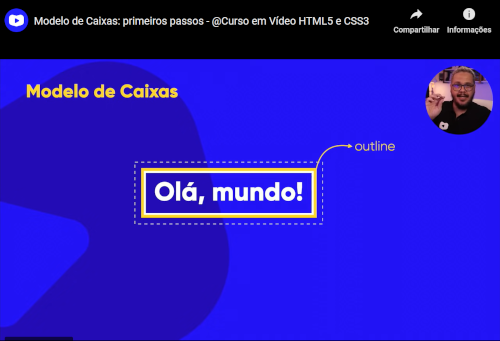 Modelo de Caixas: primeiros passos - @Curso em Vídeo HTML5 e CSS3
Compartilhar
Informações
Modelo de Caixas
outline
Olá, mundo!